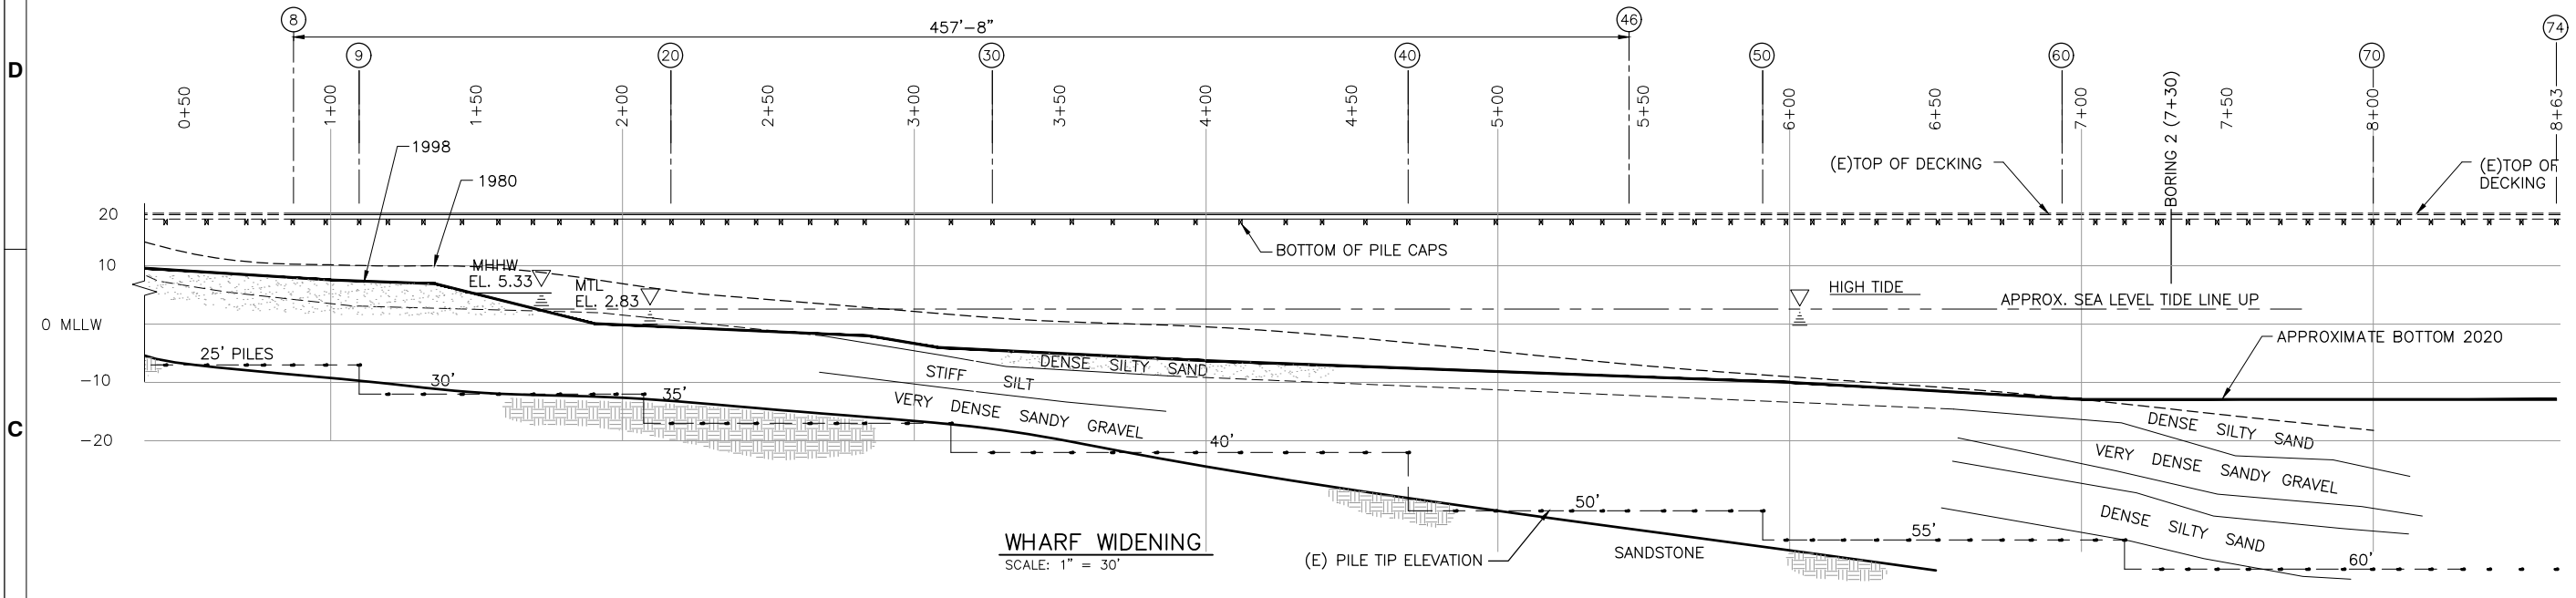 8
46
74
457'-8"
9
20
30
40
50
60
70
D
0+50
1+00
1+50
2+00
2+50
3+00
3+50
4+00
4+50
5+00
5+50
6+00
6+50
7+00
BORING 2 (7+30)
7+50
8+00
8+63
1998
1980
(E)TOP OF DECKING
(E)TOP OF
DECKING
20
BOTTOM OF PILE CAPS
10
MHHW
EL. 5.33
MTL
EL. 2.83
HIGH TIDE
APPROX. SEA LEVEL TIDE LINE UP
0 MLLW
APPROXIMATE BOTTOM 2020
25' PILES
DENSE SILTY SAND
-10
30'
STIFF SILT
35'
VERY DENSE SANDY GRAVEL
DENSE SILTY SAND
C
-20
40'
VERY DENSE SANDY GRAVEL
50'
DENSE SILTY SAND
55'
WHARF WIDENING
SCALE: 1" = 30'
(E) PILE TIP ELEVATION
SANDSTONE
60'